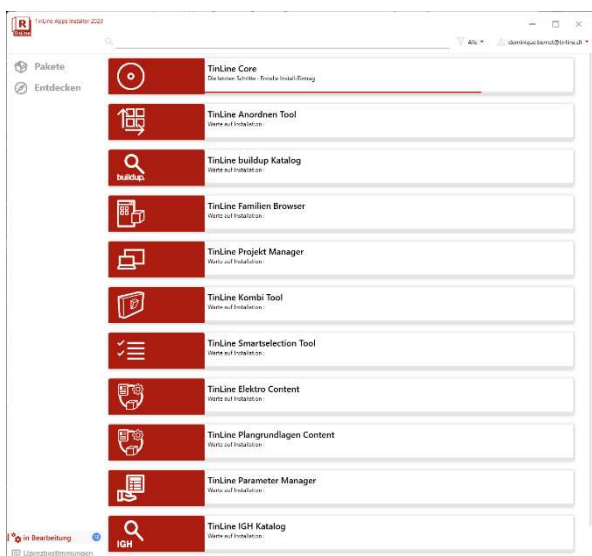 TinLine Apps Installer 2023
R
TinLine
Alle
dominique.bernet@tinline.ch
Pakete
Entdecken
TinLine Core
Die letzten Schritte : Erstelle Install-Eintrag
TinLine Anordnen Tool
Warte auf Installation :
buildup.
TinLine buildup Katalog
Warte auf Installation :
TinLine Familien Browser
Warte auf Installation :
TinLine Projekt Manager
Warte auf Installation :
TinLine Kombi Tool
Warte auf Installation :
TinLine Smartselection Tool
Warte auf Installation :
TinLine Elektro Content
Warte auf Installation :
TinLine Plangrundlagen Content
Warte auf Installation :
TinLine Parameter Manager
Warte auf Installation :
IGH
TinLine IGH Katalog
Warte auf Installation :
in Bearbeitung
Lizenzbestimmungen